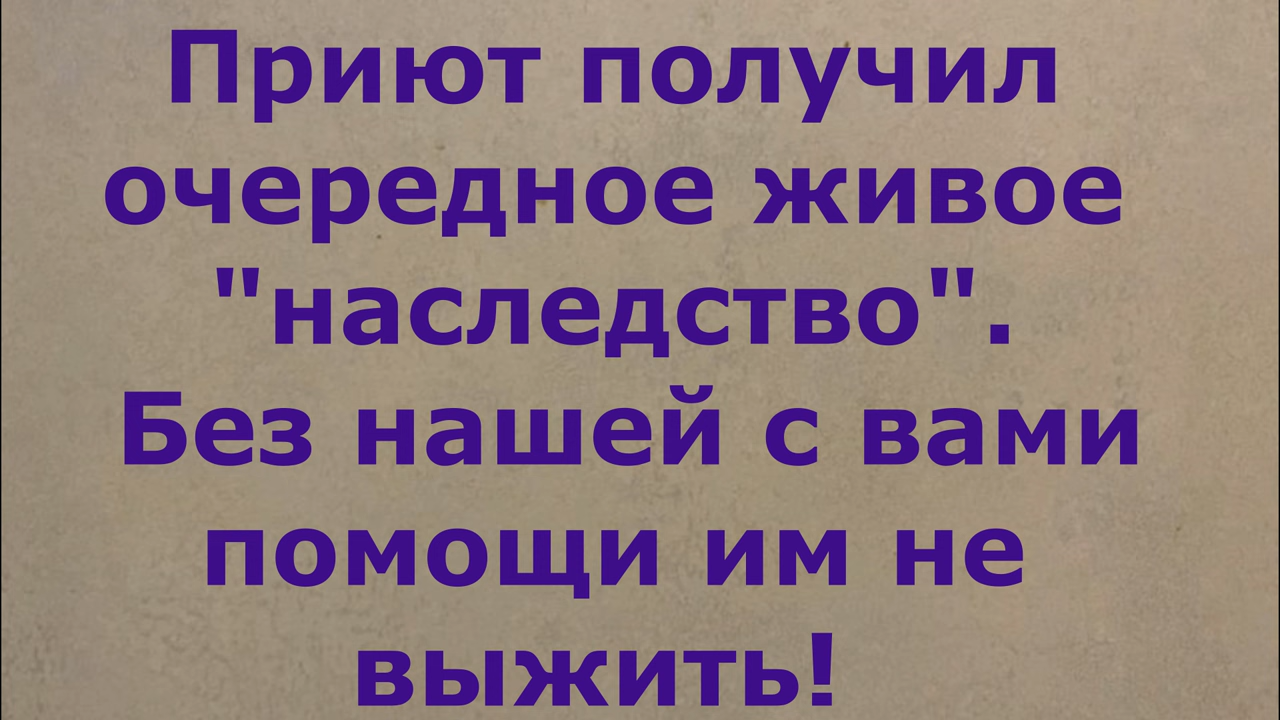 Приют получил
очередное живое
"наследство".
Без нашей с вами
помощи им не
выжить!